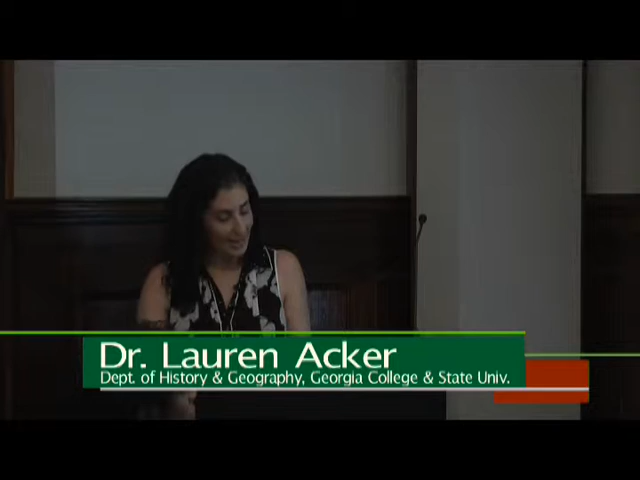 Dr. Lauren Acker
Dept. of History & Geography, Georgia College & State Univ.